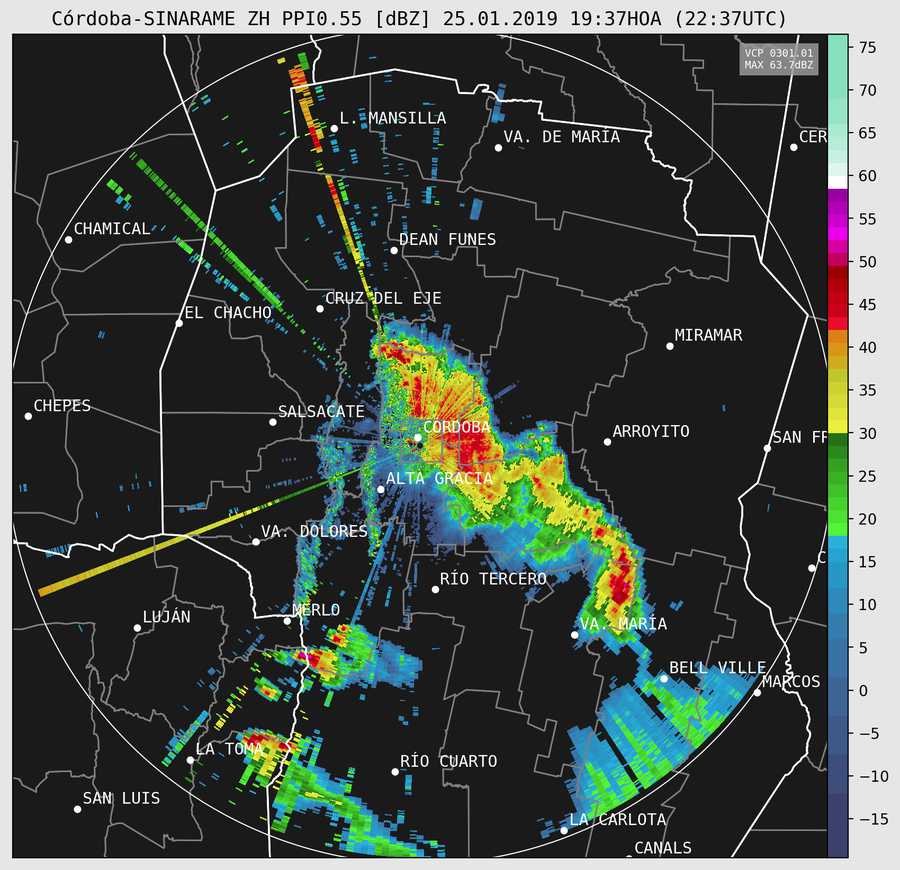 Córdoba-SINARAME ZH PPI0.55 [dBZ] 25.01.2019 19:37HOA (22:37UTC)
VCP 0301.01
MAX 63.7dBZ
L. MANSILLA
VA. DE MARÍA
CER
CHAMICAL
DEAN FUNES
CRUZ DEL EJE
EL CHACHO
MIRAMAR
CHEPES
SALSACATE
CÓRDOBA
ARROYITO
SAN FR
ALTA GRACIA
VA. DOLORES
C
RÍO TERCERO
LUJÁN
MERLO
VA. MARÍA
BELL VILLE
MARCOS
LA TOMA
RÍO CUARTO
SAN LUIS
LA CARLOTA
CANALS
75
70
65
60
55
50
45
40
35
30
25
20
15
10
5
0
−5
−10
−15